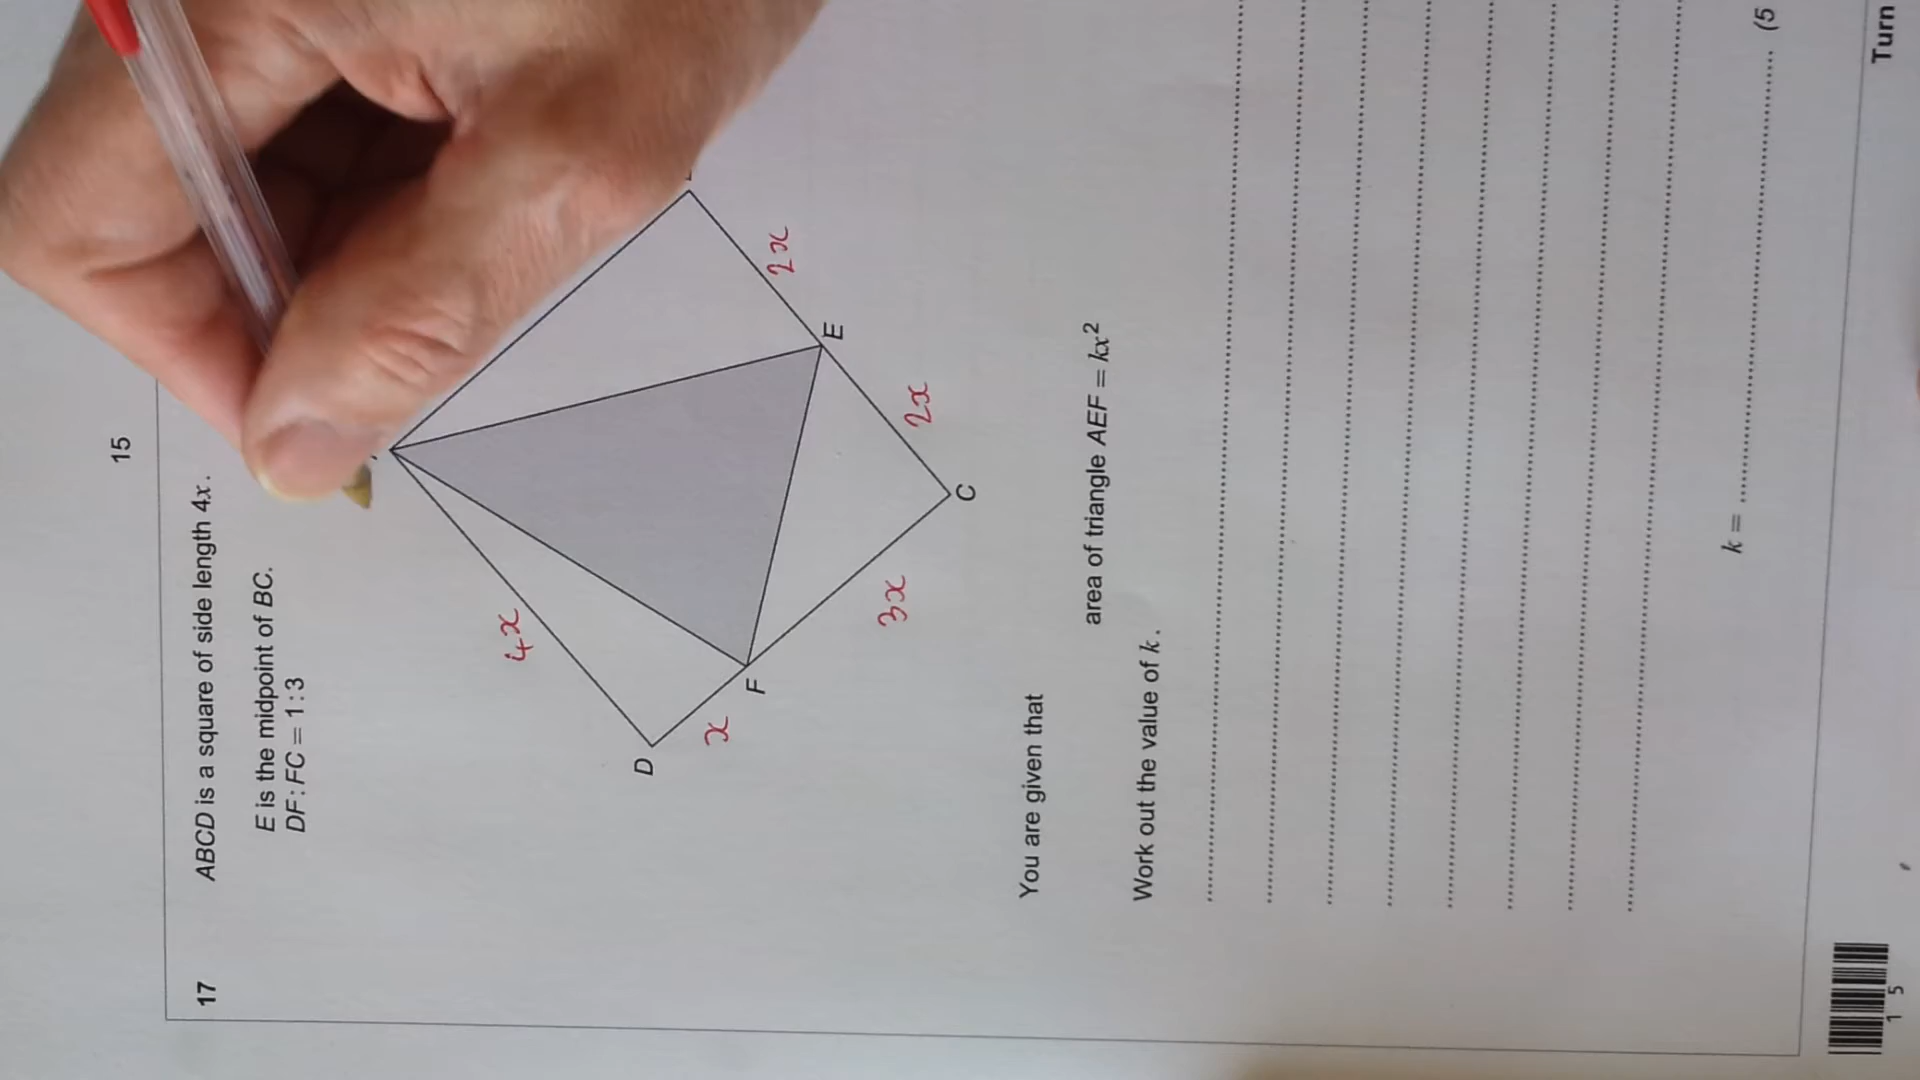 15
17 ABCD is a square of side length 4x.
E is the midpoint of BC.
DF : FC = 1 : 3
4x
D
x
F
3x
C
2x
E
2x
You are given that
area of triangle AEF = kx²
Work out the value of k.
k =
(5
Turn
1 5